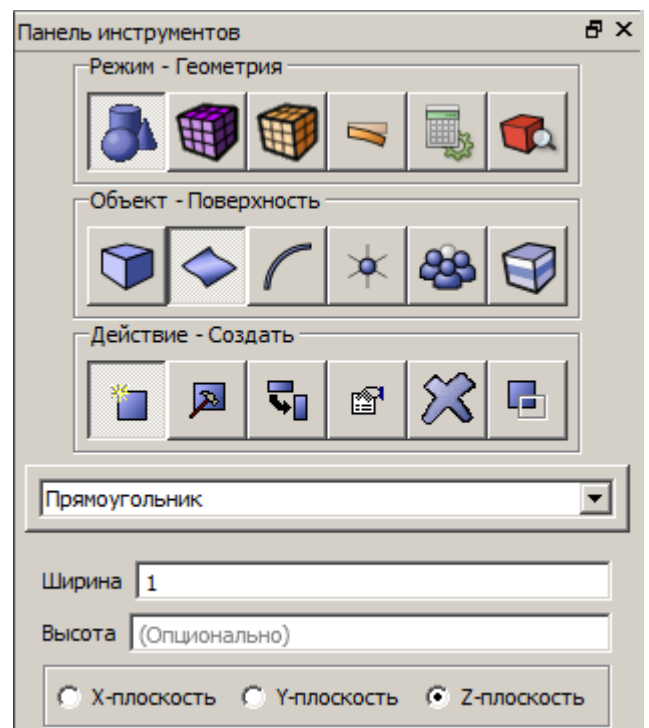 Панель инструментов
Режим - Геометрия
Объект - Поверхность
Действие - Создать
Прямоугольник
Ширина 1
Высота (Опционально)
X-плоскость Y-плоскость Z-плоскость